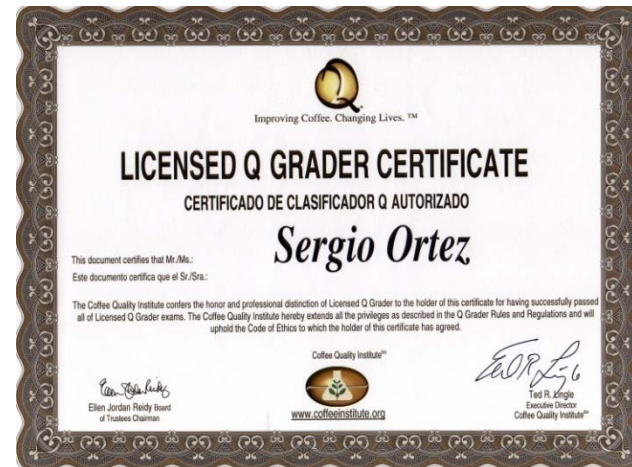 Q
Improving Coffee. Changing Lives. ™
LICENSED Q GRADER CERTIFICATE
CERTIFICADO DE CLASIFICADOR Q AUTORIZADO
This document certifies that Mr./Ms.:
Sergio Ortez
Este documento certifica que el Sr./Sra.:
The Coffee Quality Institute confers the honor and professional distinction of Licensed Q Grader to the holder of this certificate for having successfully passed
all of Licensed Q Grader exams. The Coffee Quality Institute hereby extends all the privileges as described in the Q Grader Rules and Regulations and will
uphold the Code of Ethics to which the holder of this certificate has agreed.
Coffee Quality Institute℠
www.coffeeinstitute.org
Ellen Jordan Reidy Board
of Trustees Chairman
Ted R. Lingle
Executive Director
Coffee Quality Institute℠